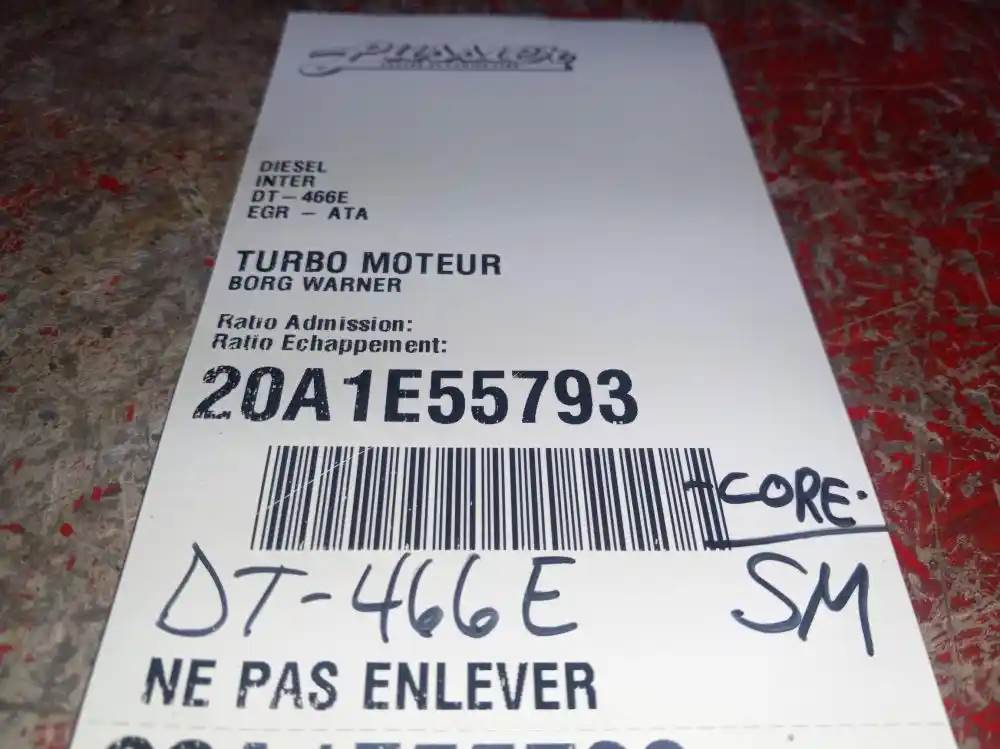 DIESEL
INTER
DT-466E
EGR - ATA
TURBO MOTEUR
BORG WARNER
Ratio Admission:
Ratio Echappement:
20A1E55793
+CORE.
DT-466E
SM
NE PAS ENLEVER